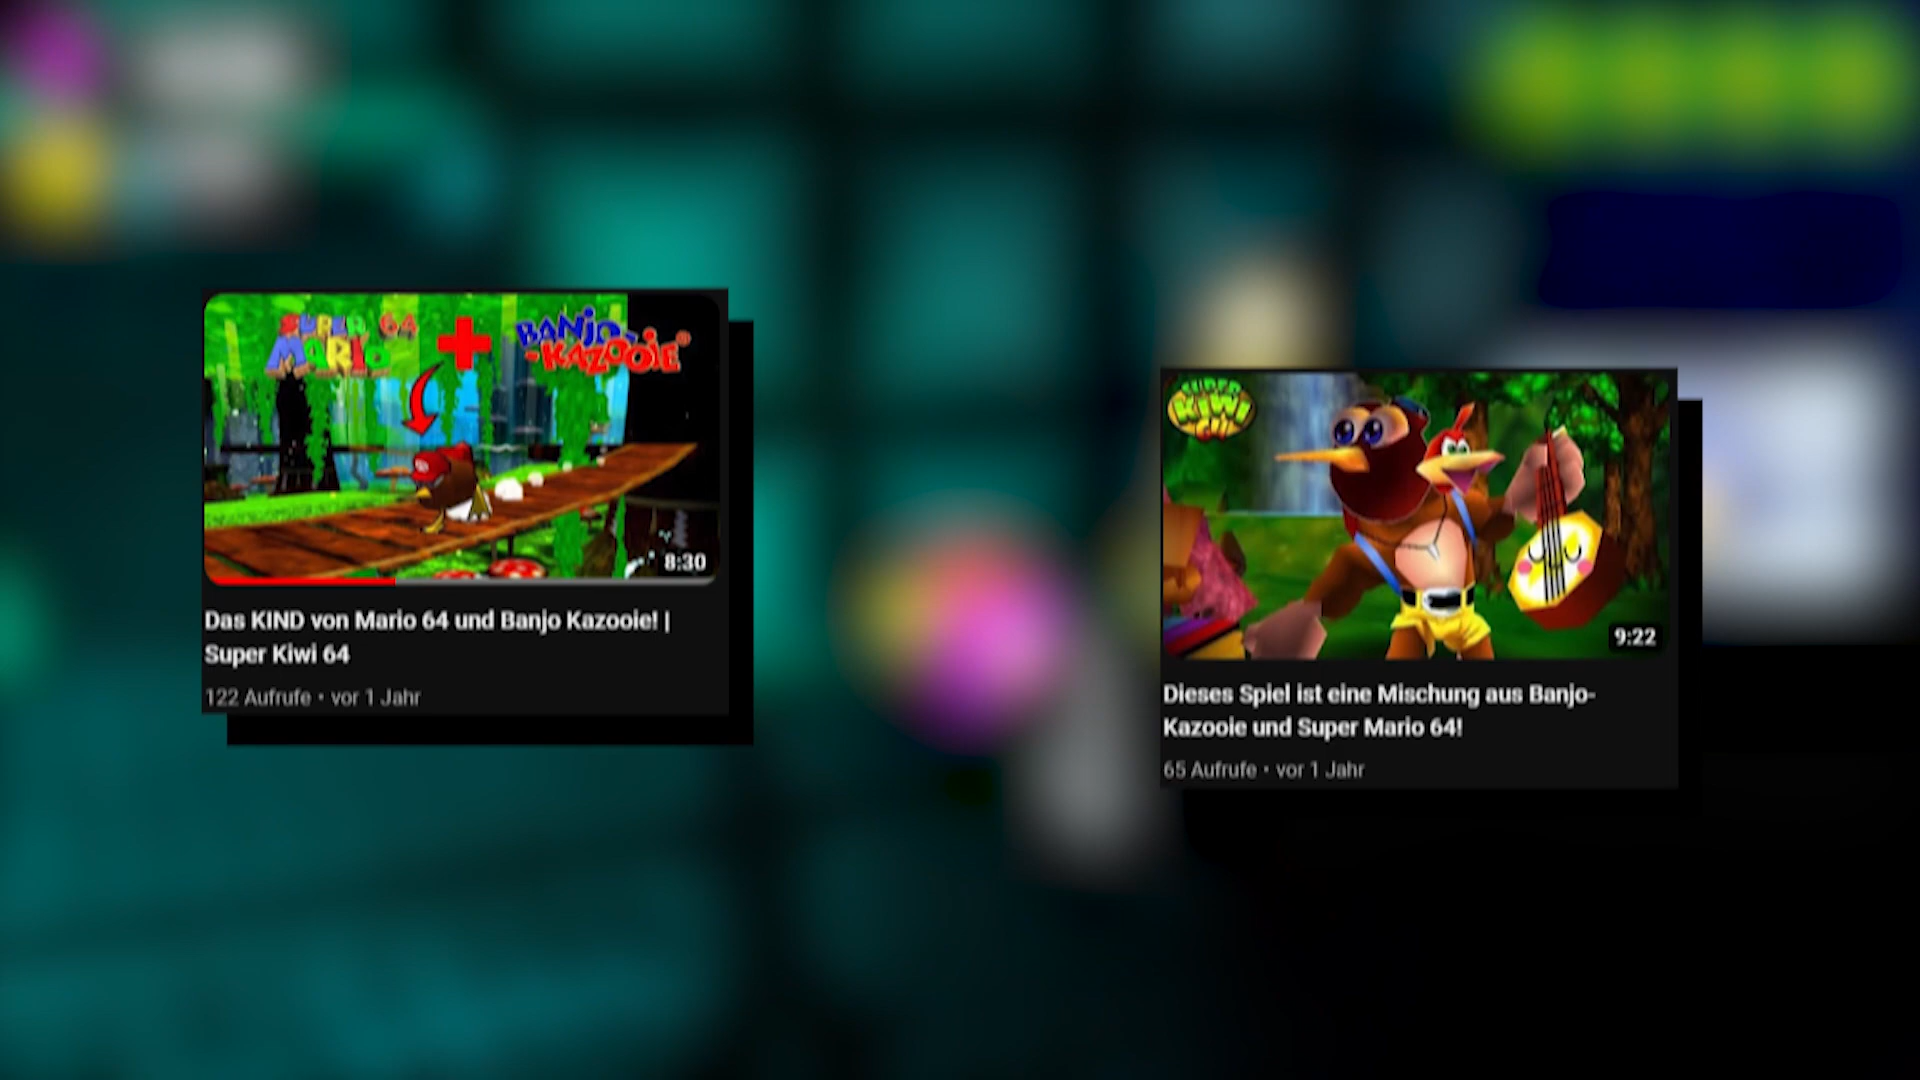 SUPER 64
MARIO
BANJO
-KAZOOIE
8:30
Das KIND von Mario 64 und Banjo Kazooie! |
Super Kiwi 64
122 Aufrufe • vor 1 Jahr
SUPER
KIWI
64
9:22
Dieses Spiel ist eine Mischung aus Banjo-
Kazooie und Super Mario 64!
65 Aufrufe • vor 1 Jahr